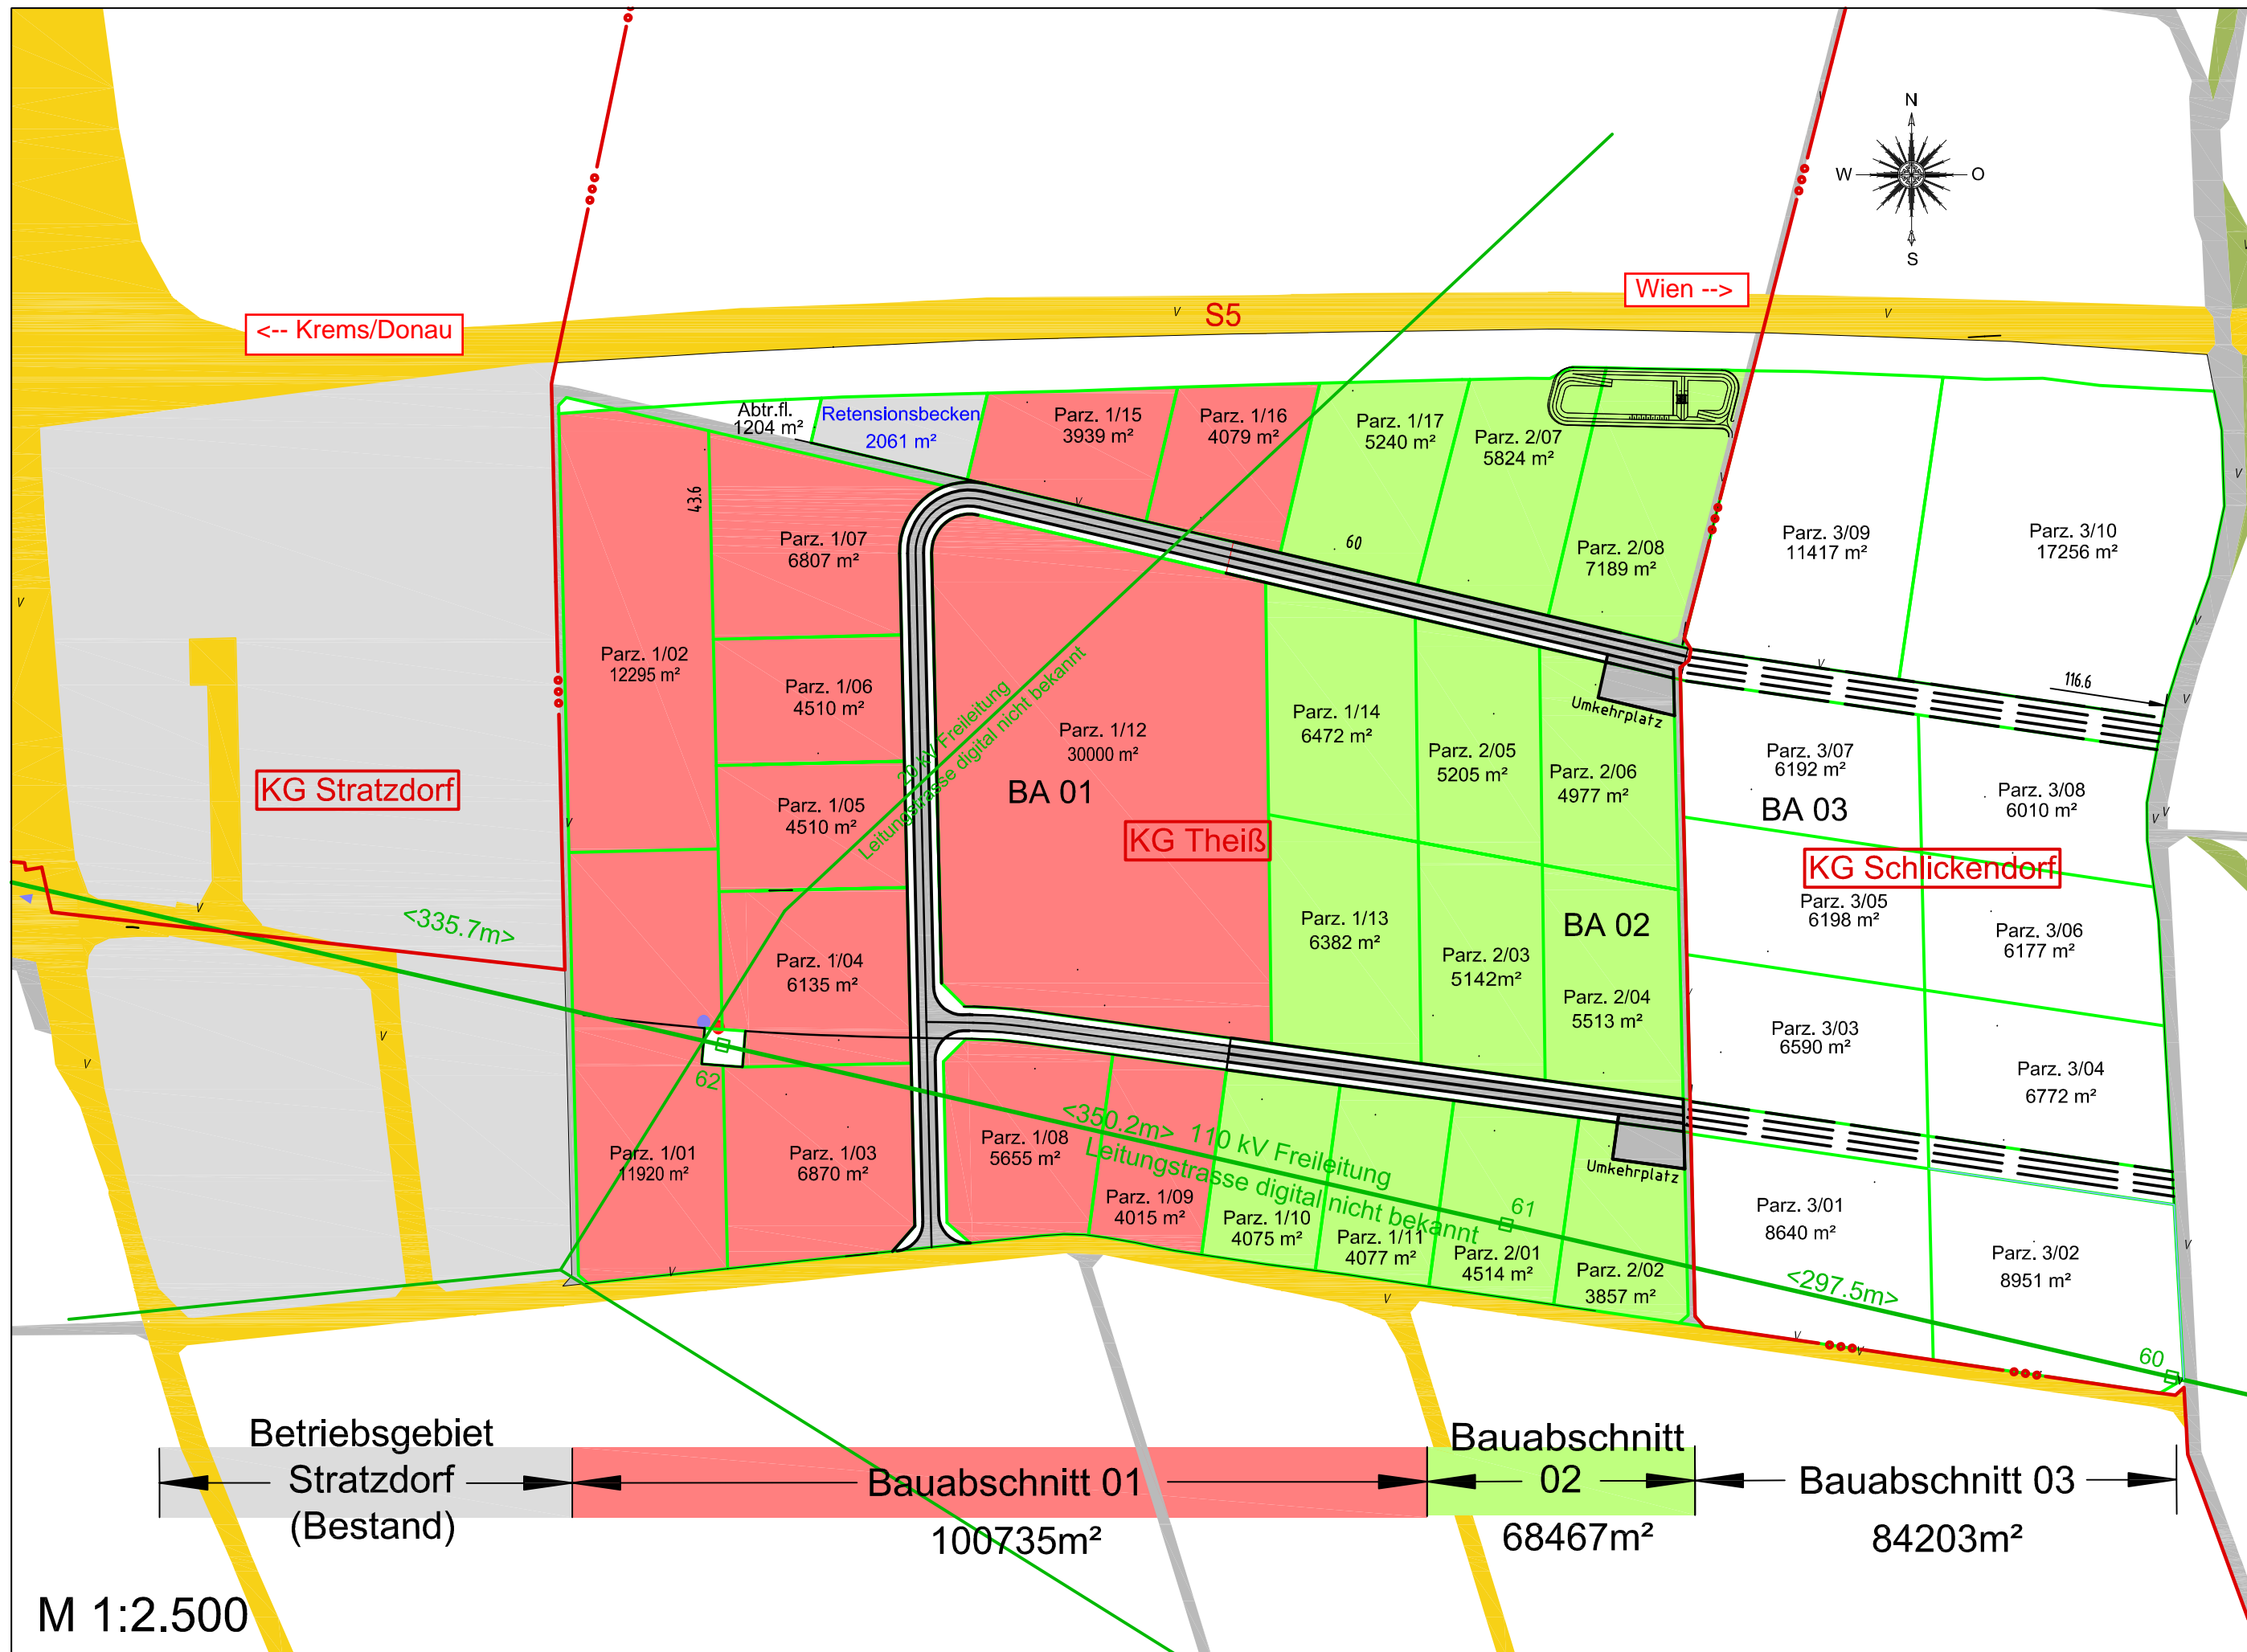 N
W
O
S
<-- Krems/Donau
S5
Wien -->
Abtr.fl.
1204 m²
Retensionsbecken
2061 m²
Parz. 1/15
3939 m²
Parz. 1/16
4079 m²
Parz. 1/17
5240 m²
Parz. 2/07
5824 m²
Parz. 2/08
7189 m²
Parz. 3/09
11417 m²
Parz. 3/10
17256 m²
43.6
60
116.6
Parz. 1/07
6807 m²
Parz. 1/02
12295 m²
Parz. 1/06
4510 m²
Parz. 1/05
4510 m²
20 kV Freileitung
Leitungstrasse digital nicht bekannt
Parz. 1/12
30000 m²
BA 01
KG Stratzdorf
KG Theiß
Parz. 1/14
6472 m²
Parz. 2/05
5205 m²
Parz. 2/06
4977 m²
Umkehrplatz
Parz. 3/07
6192 m²
BA 03
Parz. 3/08
6010 m²
KG Schlickendorf
Parz. 3/05
6198 m²
Parz. 3/06
6177 m²
<335.7m>
Parz. 1/04
6135 m²
Parz. 1/13
6382 m²
BA 02
Parz. 2/03
5142m²
Parz. 2/04
5513 m²
Parz. 3/03
6590 m²
Parz. 3/04
6772 m²
62
Parz. 1/01
11920 m²
Parz. 1/03
6870 m²
Parz. 1/08
5655 m²
Parz. 1/09
4015 m²
<350.2m> 110 kV Freileitung
Leitungstrasse digital nicht bekannt
61
Umkehrplatz
Parz. 1/10
4075 m²
Parz. 1/11
4077 m²
Parz. 2/01
4514 m²
Parz. 2/02
3857 m²
Parz. 3/01
8640 m²
Parz. 3/02
8951 m²
<297.5m>
60
Betriebsgebiet
Stratzdorf
(Bestand)
Bauabschnitt 01
100735m²
Bauabschnitt
02
68467m²
Bauabschnitt 03
84203m²
M 1:2.500